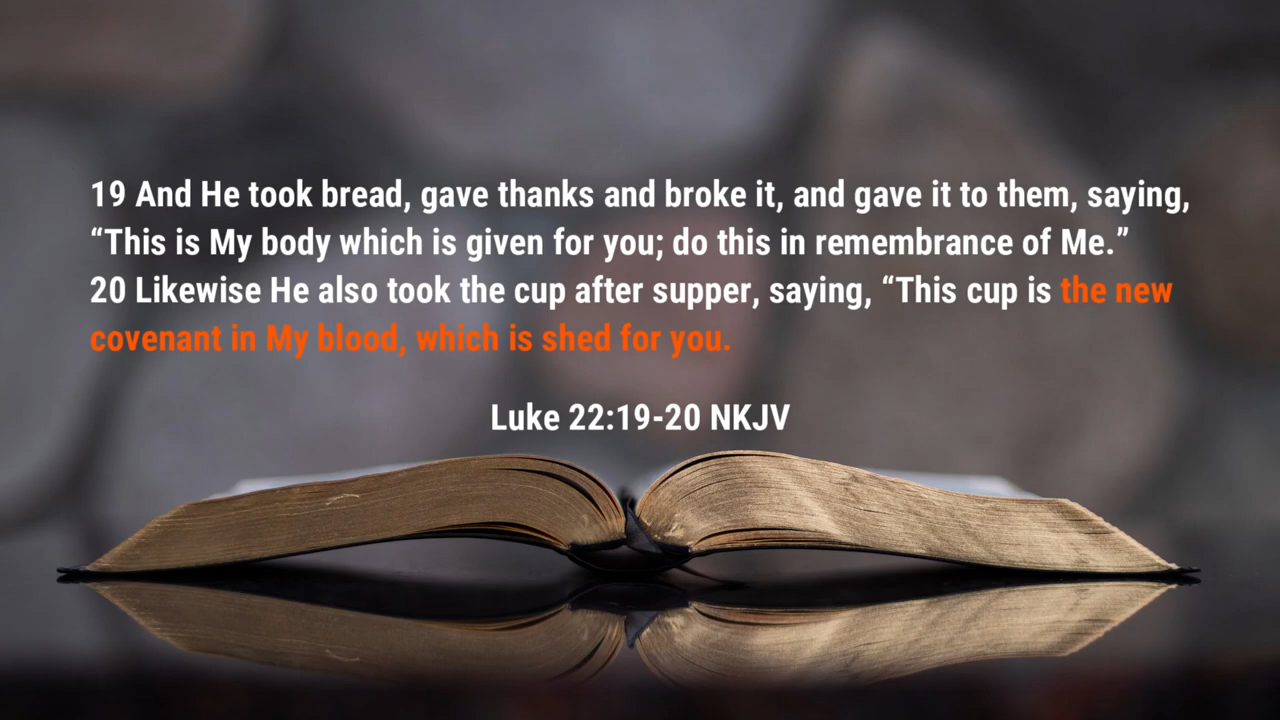 19 And He took bread, gave thanks and broke it, and gave it to them, saying,
“This is My body which is given for you; do this in remembrance of Me.”
20 Likewise He also took the cup after supper, saying, “This cup is the new
covenant in My blood, which is shed for you.
Luke 22:19-20 NKJV